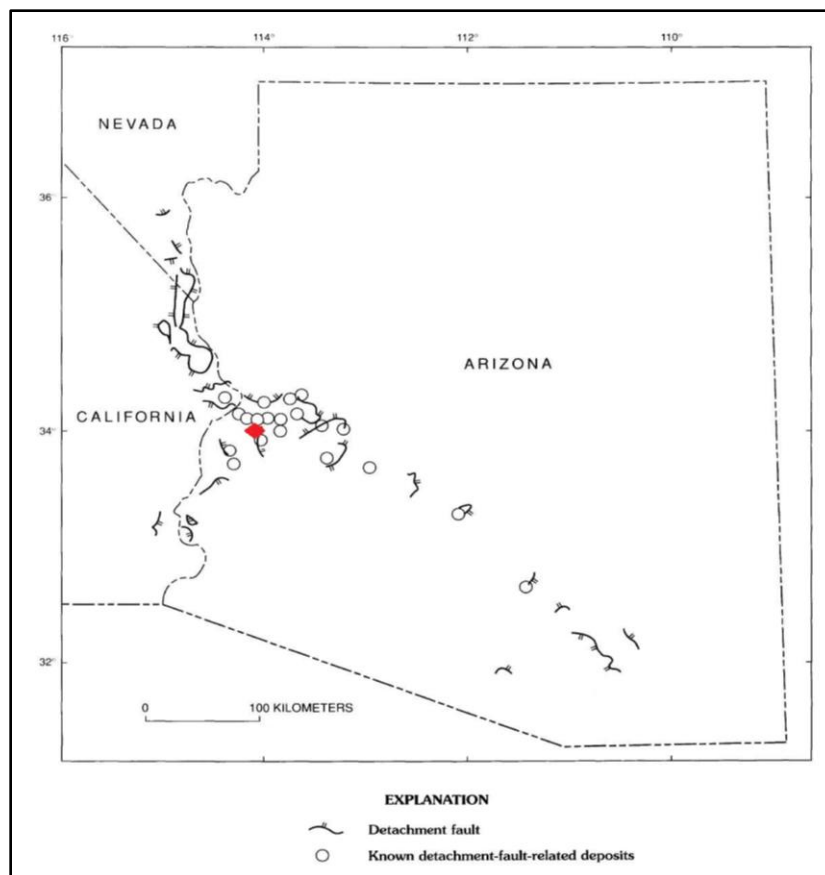 116° 114° 112° 110°
NEVADA
36°
ARIZONA
CALIFORNIA
34°
32°
0 100 KILOMETERS
EXPLANATION
Detachment fault
Known detachment-fault-related deposits